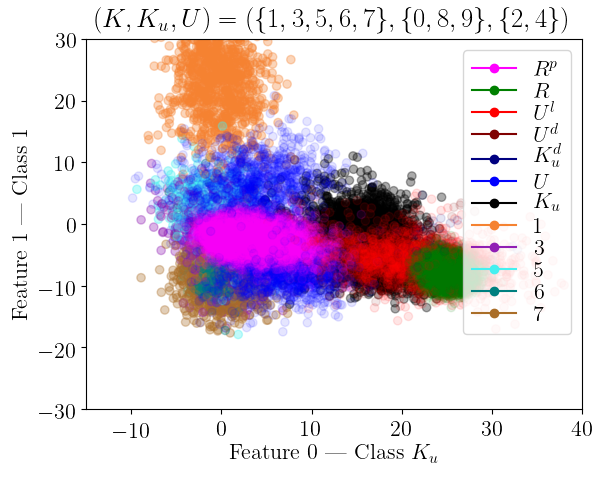 (K, K_u, U) = ({1, 3, 5, 6, 7}, {0, 8, 9}, {2, 4})
30
20
10
0
−10
−20
−30
Feature 1 — Class 1
R^p
R
U^l
U^d
K_u^d
U
K_u
1
3
5
6
7
−10
0
10
20
30
40
Feature 0 — Class K_u